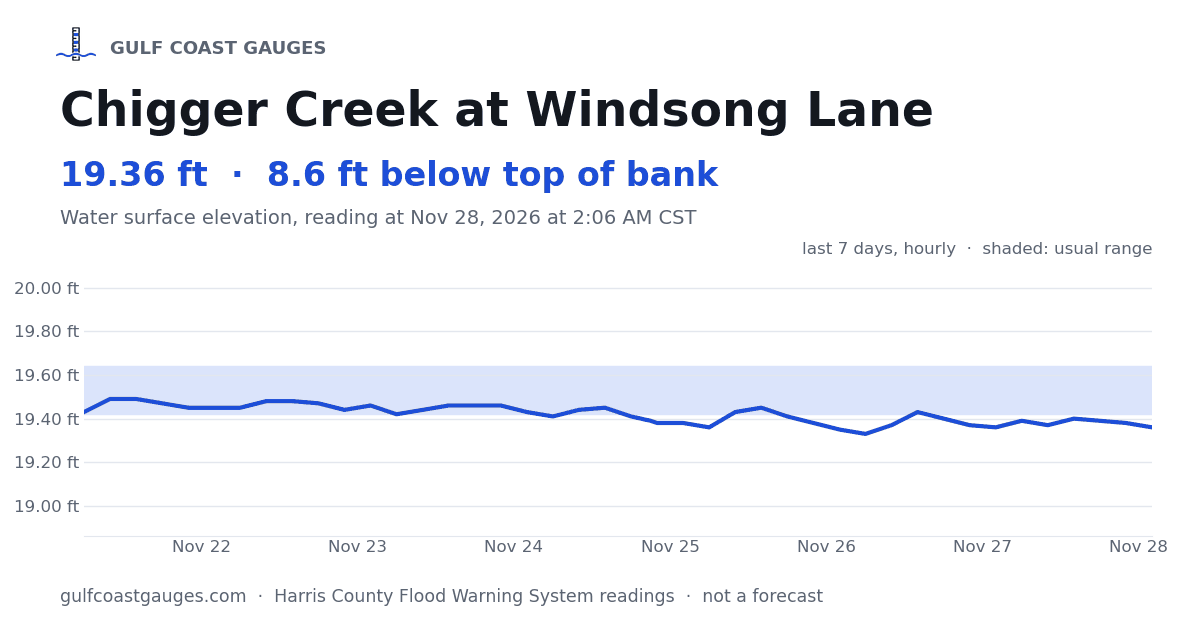 GULF COAST GAUGES
Chigger Creek at Windsong Lane
19.36 ft · 8.6 ft below top of bank
Water surface elevation, reading at Nov 28, 2026 at 2:06 AM CST
last 7 days, hourly · shaded: usual range
20.00 ft
19.80 ft
19.60 ft
19.40 ft
19.20 ft
19.00 ft
Nov 22 Nov 23 Nov 24 Nov 25 Nov 26 Nov 27 Nov 28
gulfcoastgauges.com · Harris County Flood Warning System readings · not a forecast